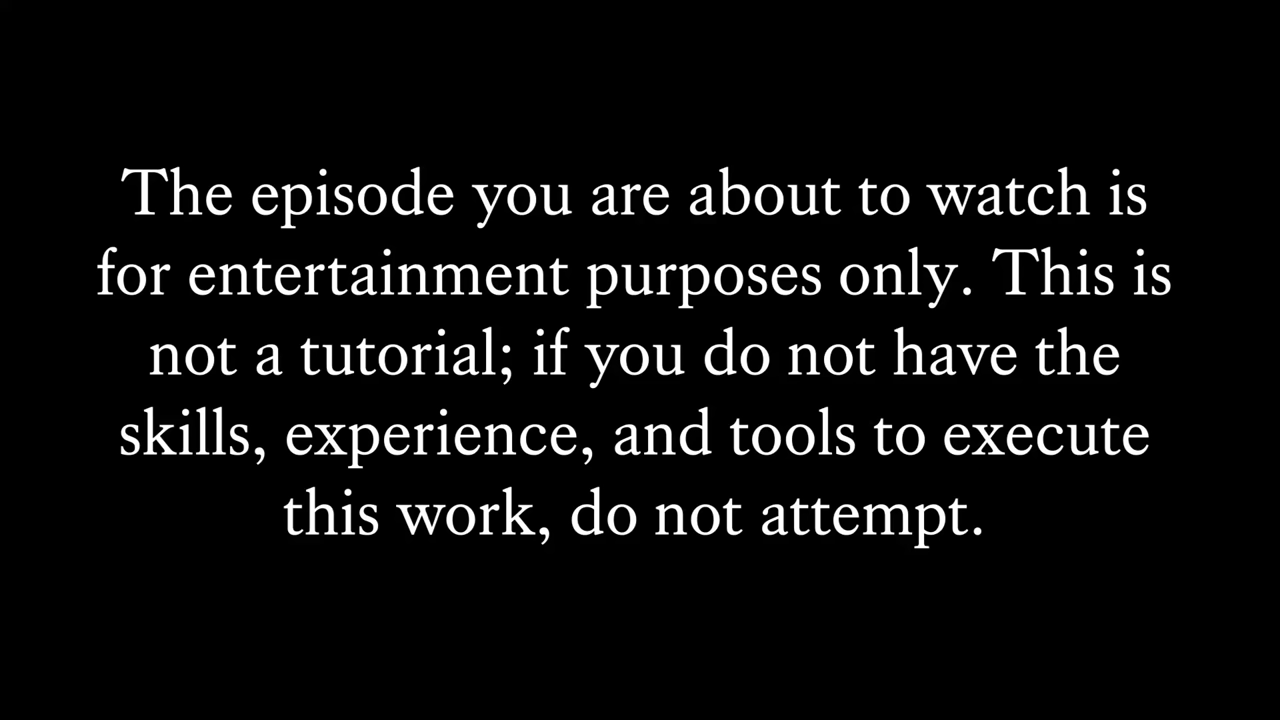 The episode you are about to watch is
for entertainment purposes only. This is
not a tutorial; if you do not have the
skills, experience, and tools to execute
this work, do not attempt.